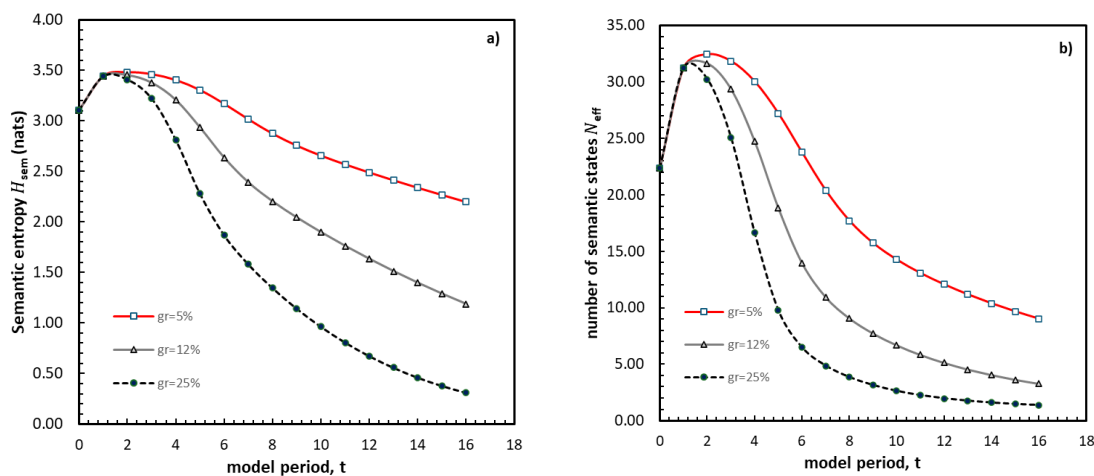 a)
Semantic entropy H_sem (nats)
4.00
3.50
3.00
2.50
2.00
1.50
1.00
0.50
0.00
gr=5%
gr=12%
gr=25%
0 2 4 6 8 10 12 14 16 18
model period, t
b)
number of semantic states N_eff
35.00
30.00
25.00
20.00
15.00
10.00
5.00
0.00
gr=5%
gr=12%
gr=25%
0 2 4 6 8 10 12 14 16 18
model period, t